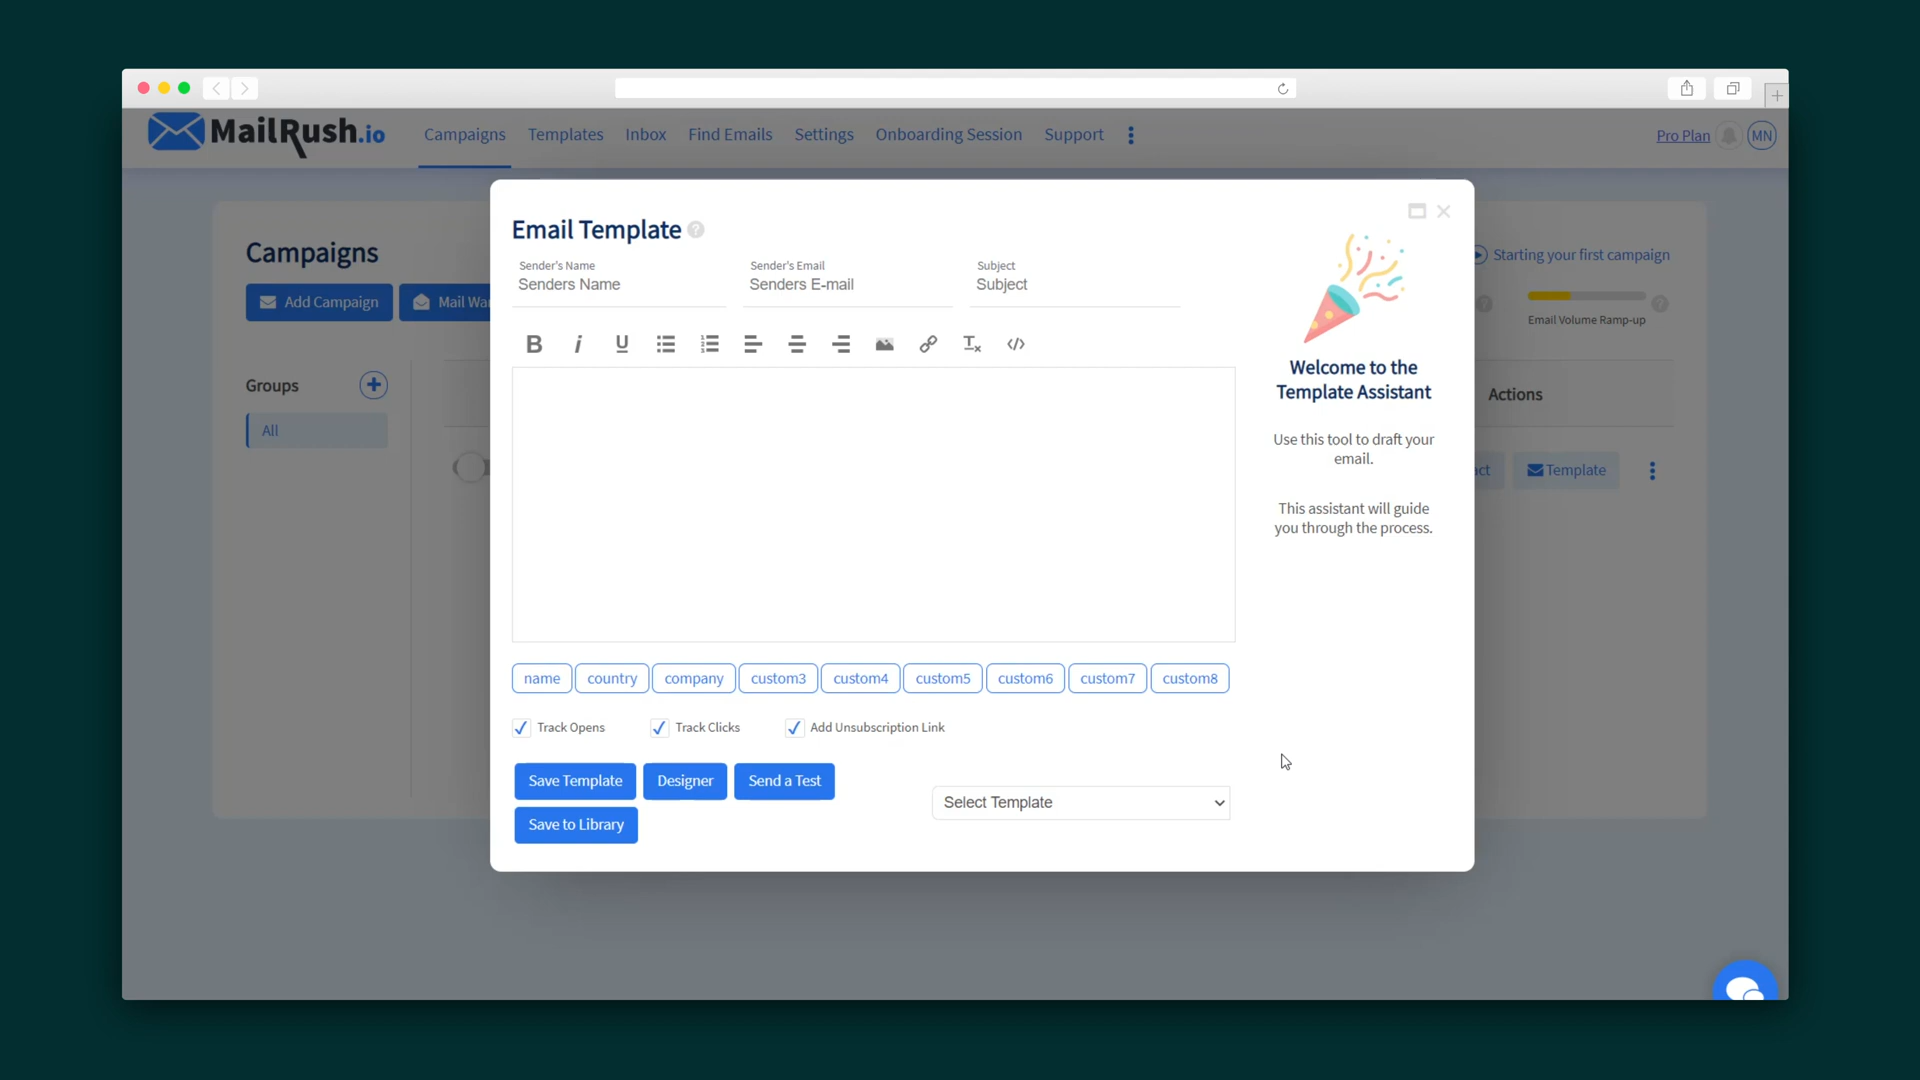 MailRush.io
Campaigns Templates Inbox Find Emails Settings Onboarding Session Support
Pro Plan MN
Campaigns
Add Campaign Mail Wa
Groups
All
Email Template ?
Sender's Name Sender's Email Subject
Senders Name Senders E-mail Subject
name country company custom3 custom4 custom5 custom6 custom7 custom8
Track Opens Track Clicks Add Unsubscription Link
Save Template Designer Send a Test
Save to Library
Select Template
Welcome to the
Template Assistant
Use this tool to draft your
email.
This assistant will guide
you through the process.
Starting your first campaign
Email Volume Ramp-up
Actions
act Template